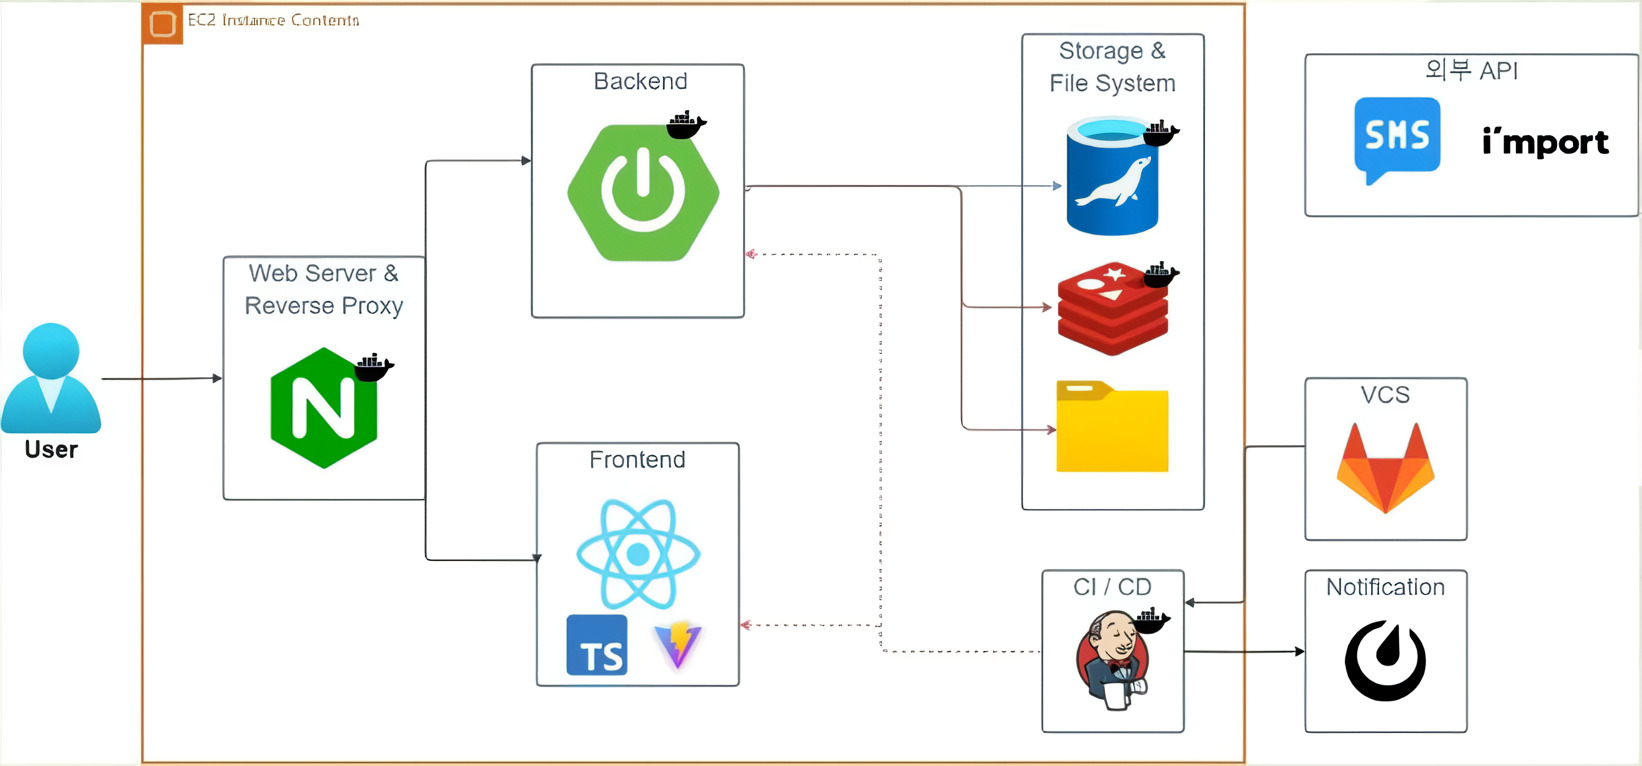 EC2 Instance Contents
Backend
Storage &
File System
외부 API
SMS
i'mport
Web Server &
Reverse Proxy
N
User
Frontend
TS
VCS
CI / CD
Notification